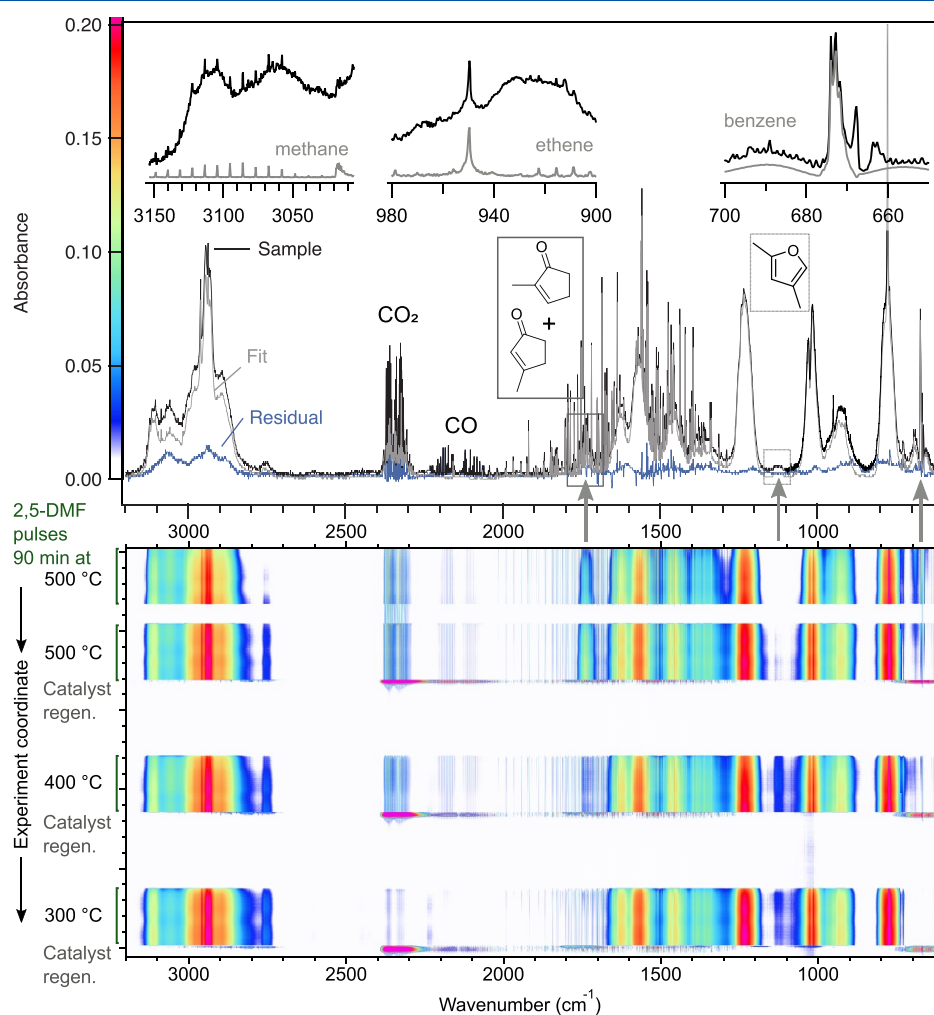 0.20
0.15
0.10
0.05
0.00
Absorbance
methane
3150
3100
3050
ethene
980
940
900
benzene
700
680
660
Sample
Fit
Residual
CO₂
CO
O
+
O
O
3000
2500
2000
1500
1000
2,5-DMF
pulses
90 min at
500 °C
500 °C
Catalyst
regen.
400 °C
Catalyst
regen.
300 °C
Catalyst
regen.
Experiment coordinate
3000
2500
2000
1500
1000
Wavenumber (cm⁻¹)